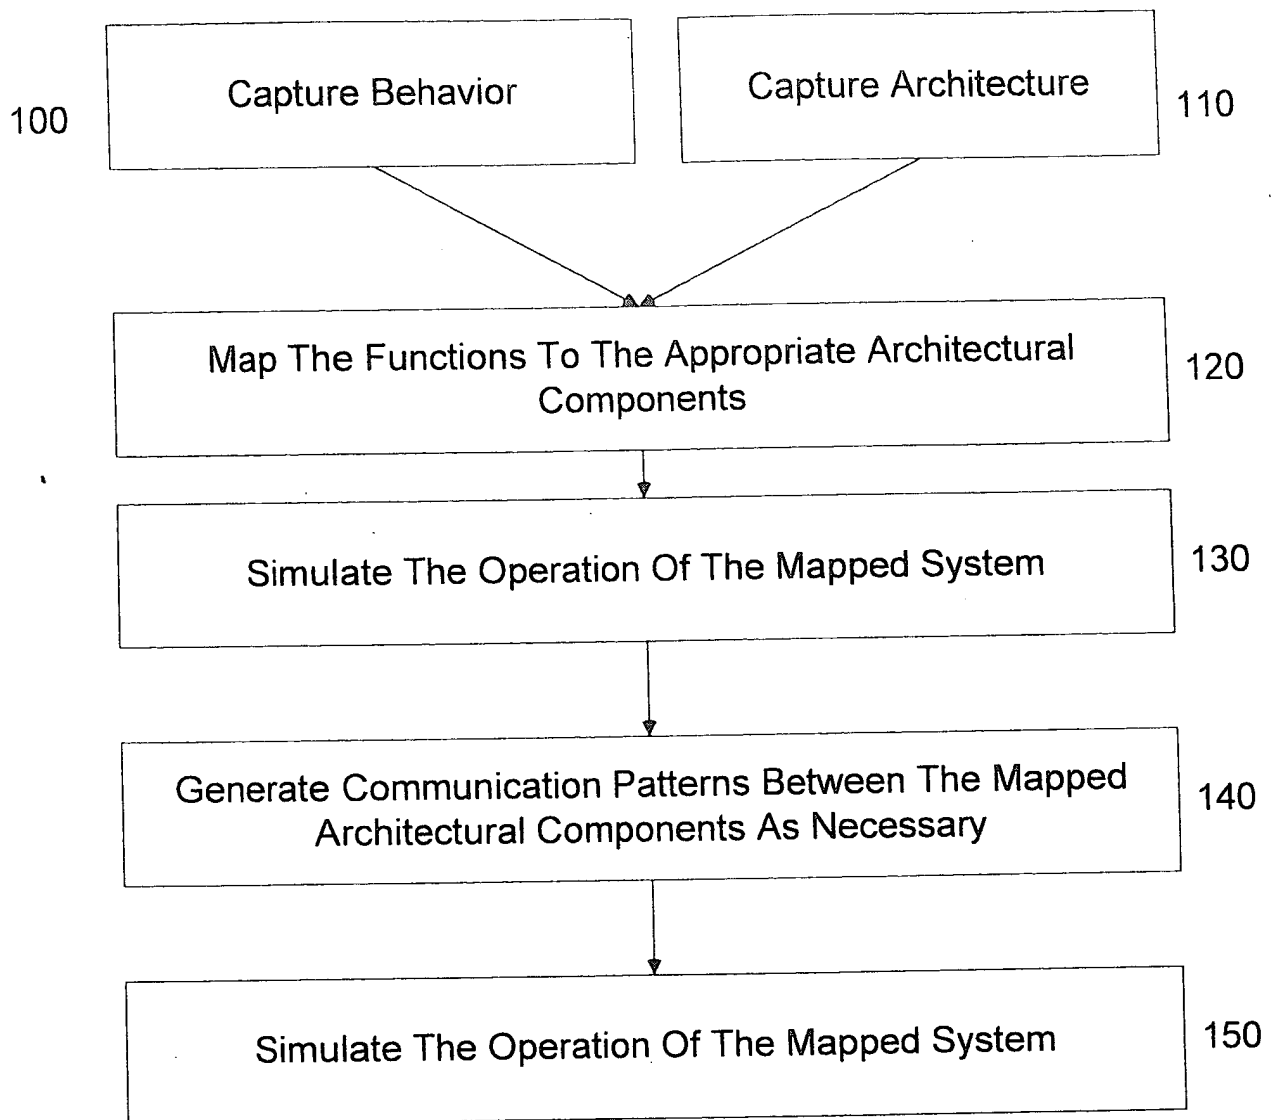 Capture Behavior
Capture Architecture
100
110
Map The Functions To The Appropriate Architectural
Components
120
Simulate The Operation Of The Mapped System
130
Generate Communication Patterns Between The Mapped
Architectural Components As Necessary
140
Simulate The Operation Of The Mapped System
150